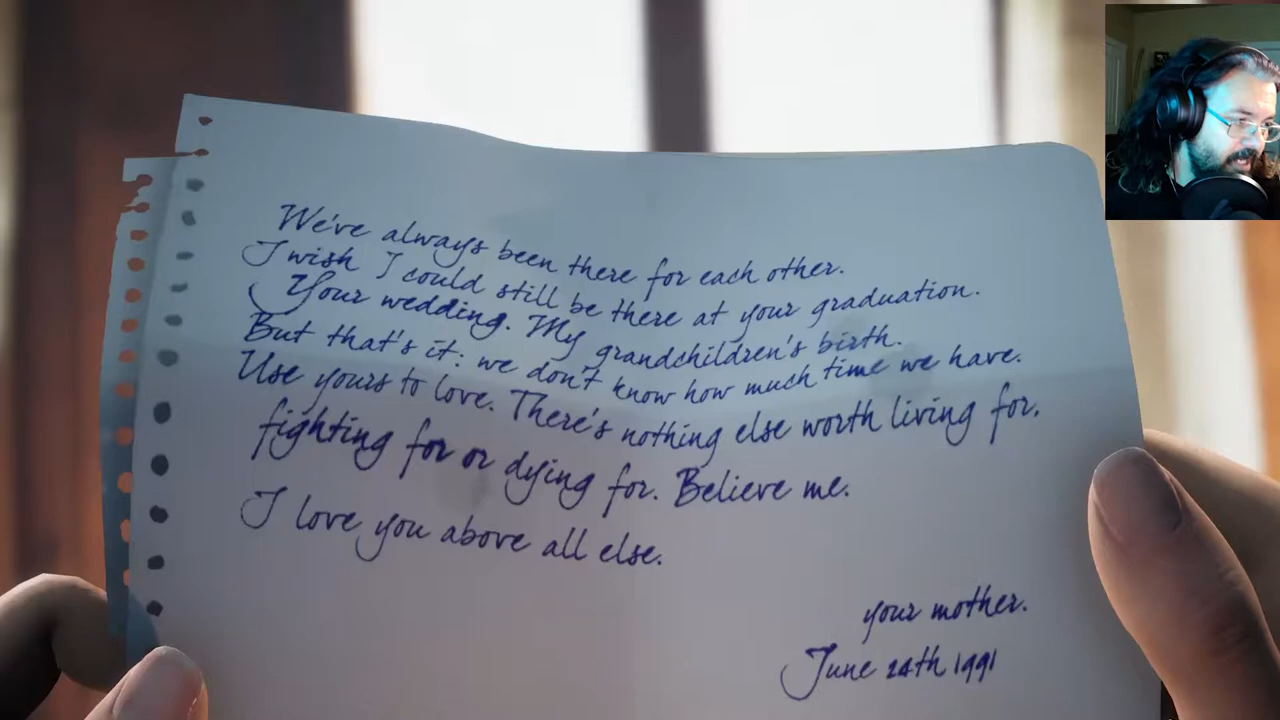 We've always been there for each other.
I wish I could still be there at your graduation.
Your wedding. My grandchildren's birth.
But that's it: we don't know how much time we have.
Use yours to love. There's nothing else worth living for,
fighting for or dying for. Believe me.
I love you above all else.
your mother.
June 24th 1991